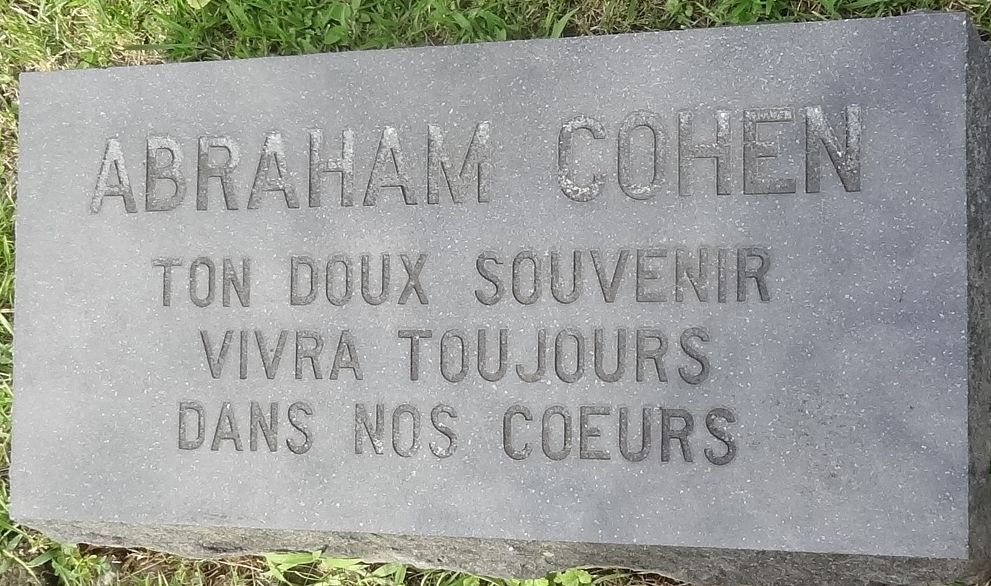 ABRAHAM COHEN
TON DOUX SOUVENIR
VIVRA TOUJOURS
DANS NOS COEURS